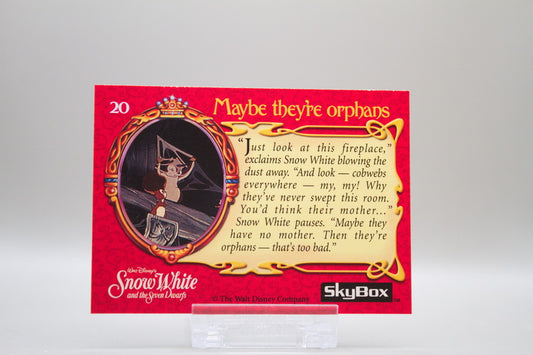 20
Maybe they're orphans
"Just look at this fireplace,"
exclaims Snow White blowing the
dust away. "And look — cobwebs
everywhere — my, my! Why
they've never swept this room.
You'd think their mother..."
Snow White pauses. "Maybe they
have no mother. Then they're
orphans — that's too bad."
Walt Disney's
Snow White
and the Seven Dwarfs
© The Walt Disney Company
SkyBox